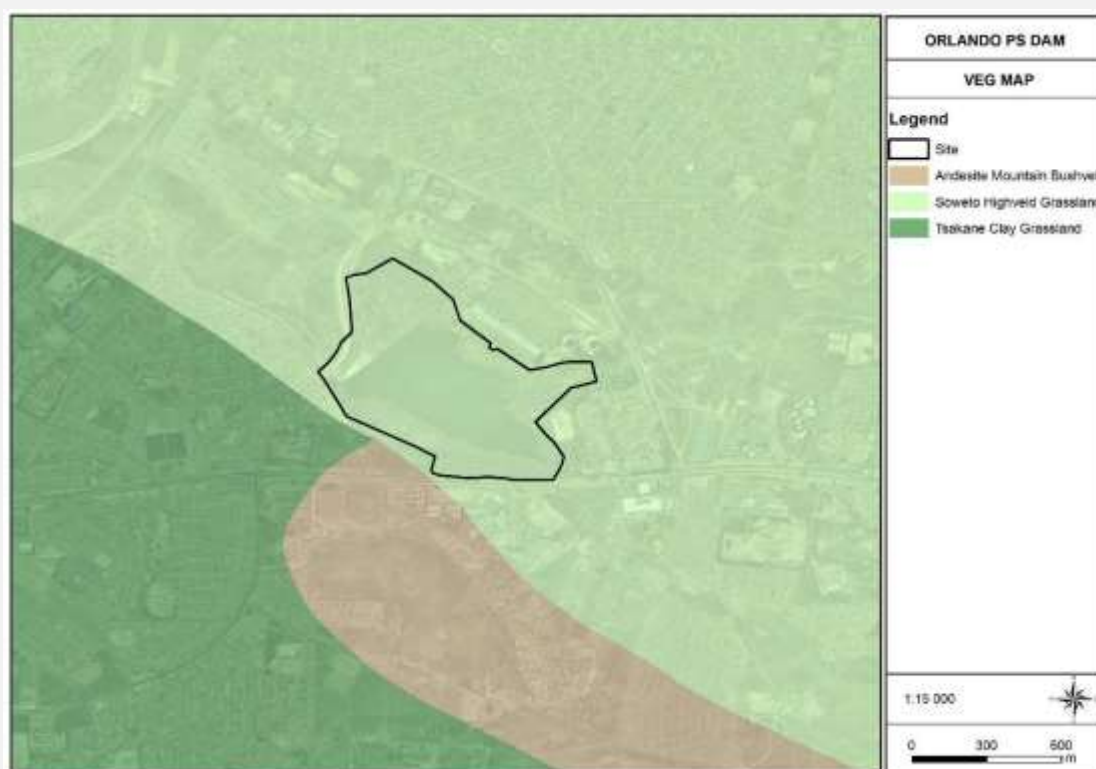 ORLANDO PS DAM
VEG MAP
Legend
Site
Andesite Mountain Bushvel
Soweto Highveld Grassland
Tsakane Clay Grassland
1:15 000
0 300 600
m